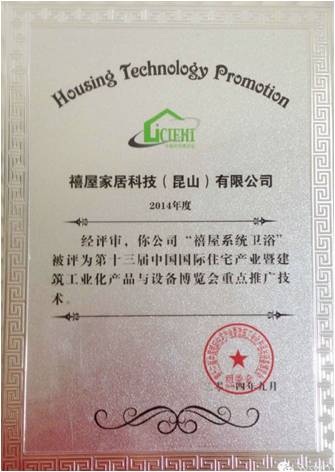 Housing Technology Promotion
CIEHI
禧屋家居科技(昆山)有限公司
2014年度
经评审,你公司“禧屋系统卫浴”
被评为第十三届中国国际住宅产业暨建
筑工业化产品与设备博览会重点推广技
术。
二〇一四年九月